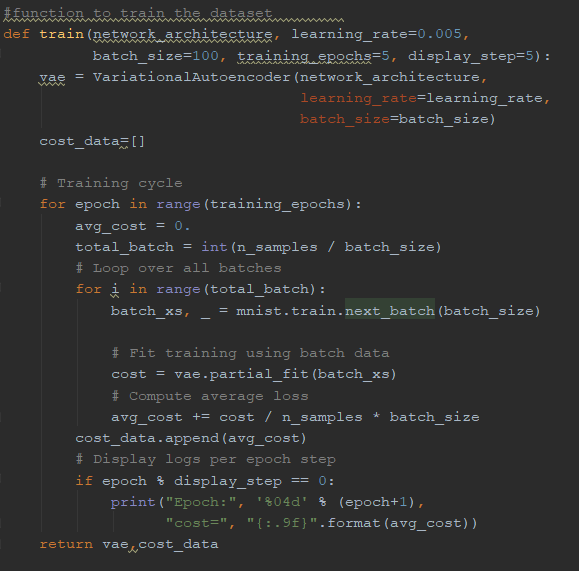 #function to train the dataset
def train(network_architecture, learning_rate=0.005,
          batch_size=100, training_epochs=5, display_step=5):
    vae = VariationalAutoencoder(network_architecture,
                                 learning_rate=learning_rate,
                                 batch_size=batch_size)
    cost_data=[]
    # Training cycle
    for epoch in range(training_epochs):
        avg_cost = 0.
        total_batch = int(n_samples / batch_size)
        # Loop over all batches
        for i in range(total_batch):
            batch_xs, _ = mnist.train.next_batch(batch_size)
            # Fit training using batch data
            cost = vae.partial_fit(batch_xs)
            # Compute average loss
            avg_cost += cost / n_samples * batch_size
        cost_data.append(avg_cost)
        # Display logs per epoch step
        if epoch % display_step == 0:
            print("Epoch:", '%04d' % (epoch+1),
                  "cost=", "{:.9f}".format(avg_cost))
    return vae,cost_data